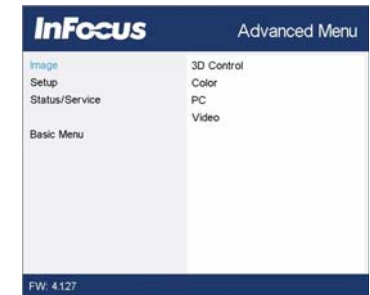 InFocus
Advanced Menu
Image
Setup
Status/Service
Basic Menu
3D Control
Color
PC
Video
FW: 4.127